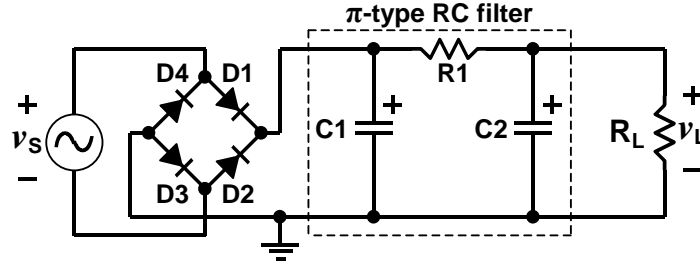 π-type RC filter
D4 D1
R1
+
+
+
+
vS
C1
C2
RL
vL
−
−
D3 D2